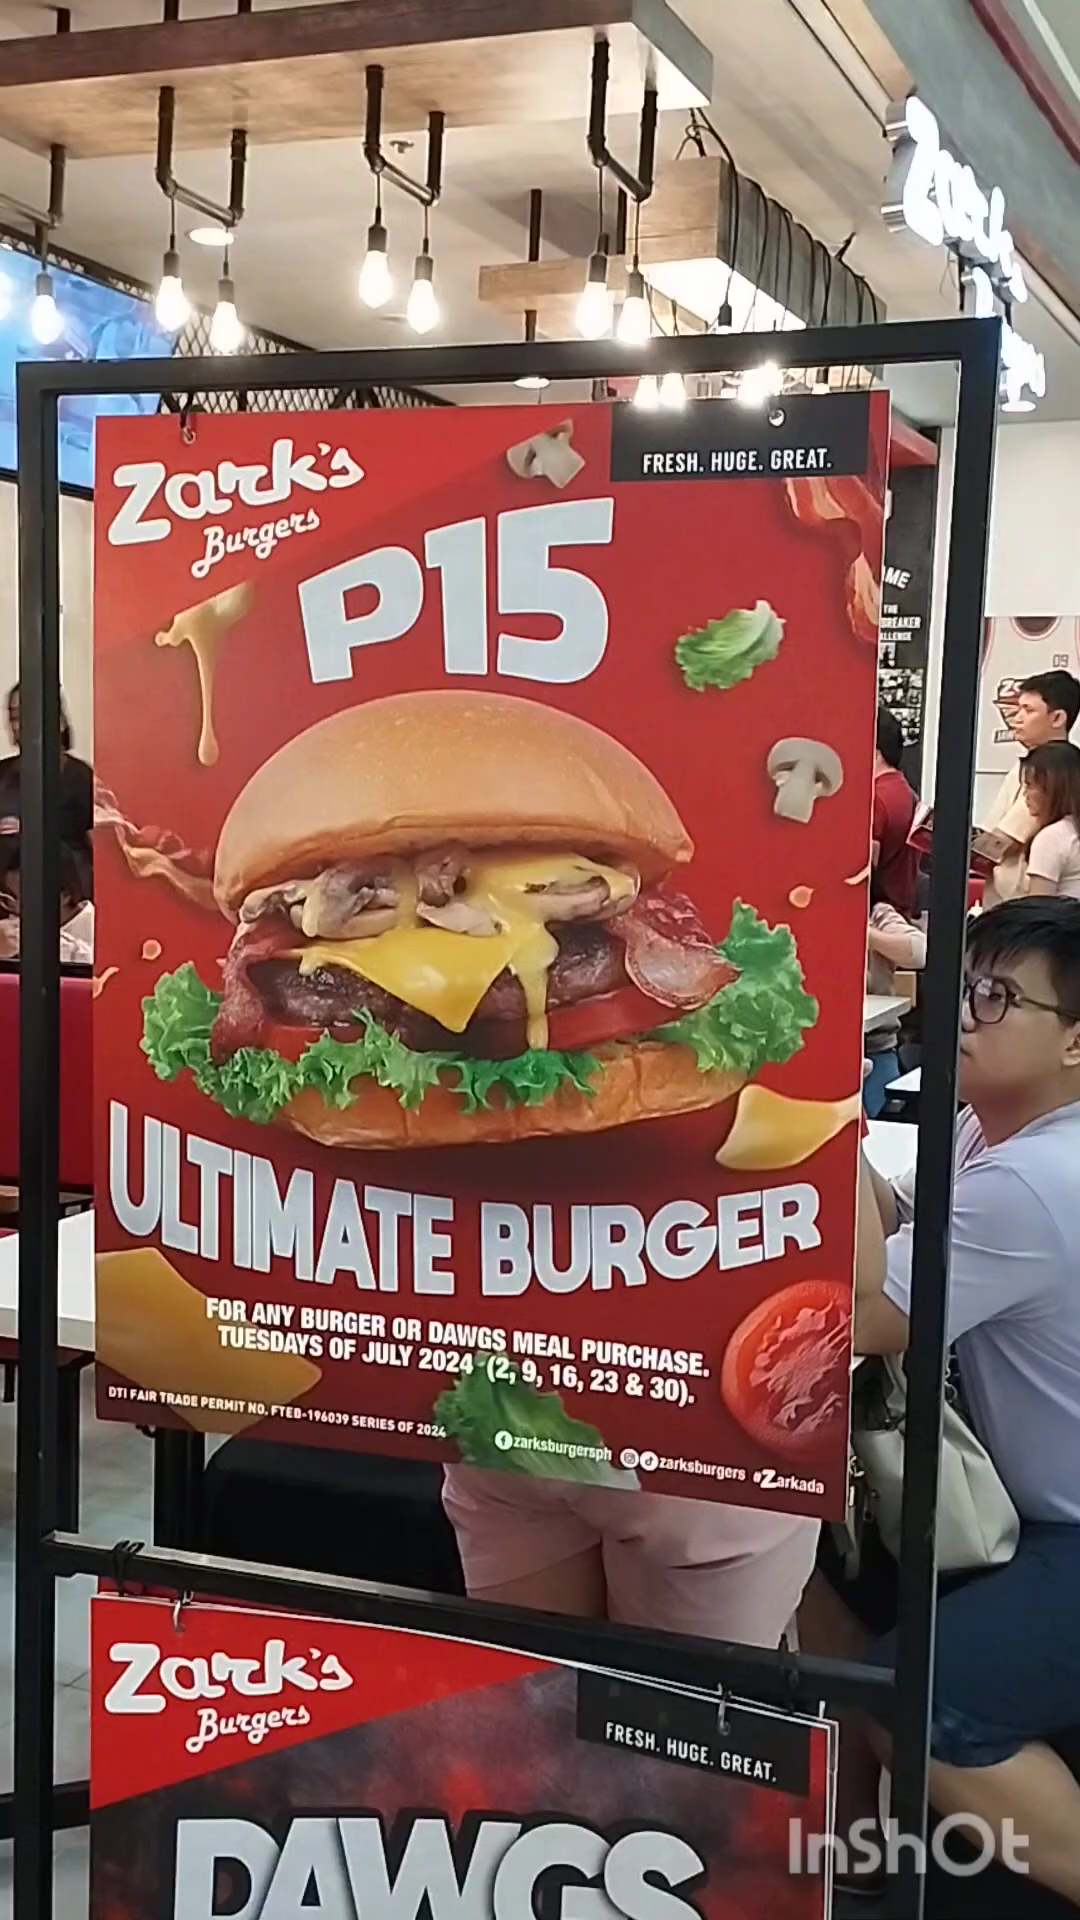 Zark's
Burgers
FRESH. HUGE. GREAT.
P15
ULTIMATE BURGER
FOR ANY BURGER OR DAWGS MEAL PURCHASE.
TUESDAYS OF JULY 2024 (2, 9, 16, 23 & 30).
DTI FAIR TRADE PERMIT NO. FTEB-196039 SERIES OF 2024
zarksburgersph zarksburgers #Zarkada
Zark's
Burgers
FRESH. HUGE. GREAT.
DAWGS
THE
09
InShOt